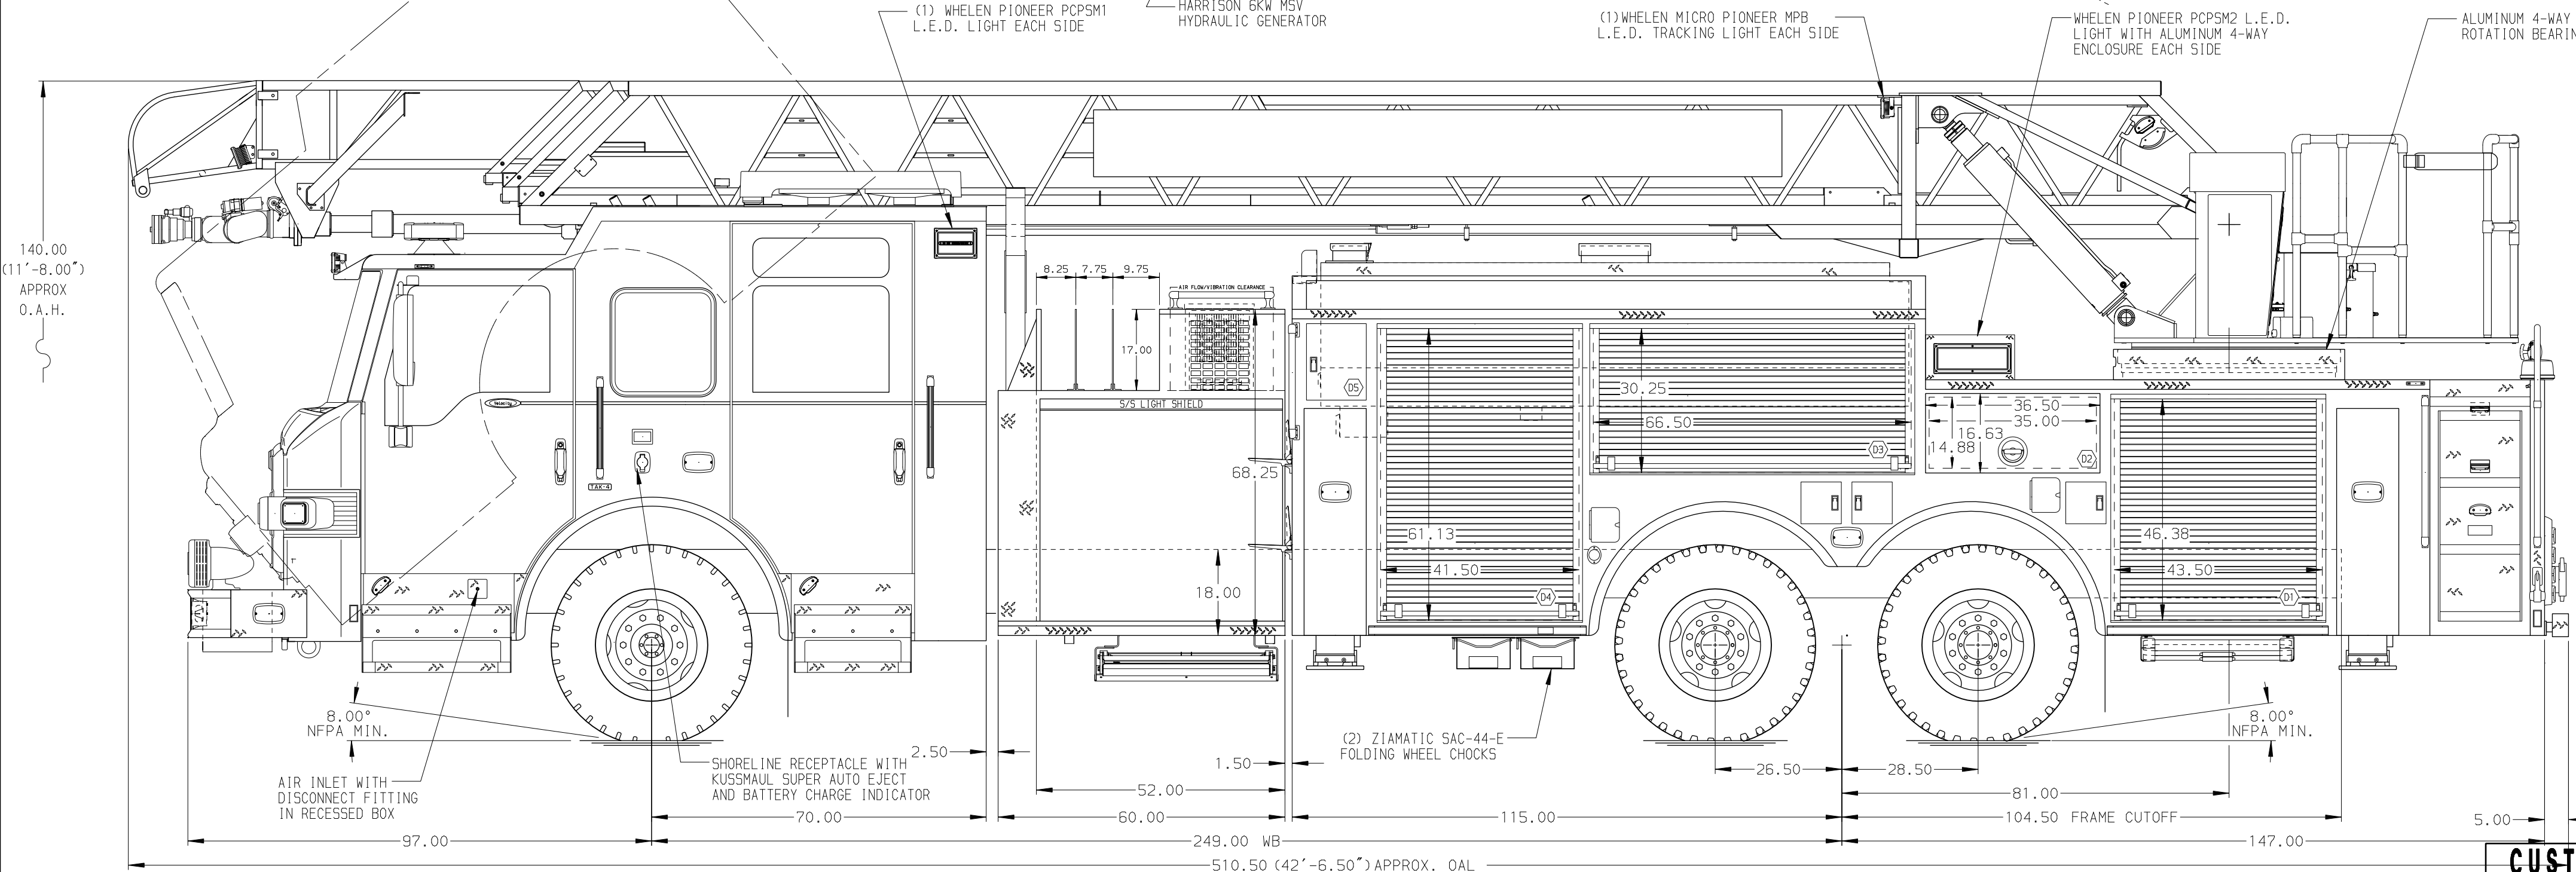 (1) WHELEN PIONEER PCPSM1
L.E.D. LIGHT EACH SIDE
HARRISON 6KW MSV
HYDRAULIC GENERATOR
(1)WHELEN MICRO PIONEER MPB
L.E.D. TRACKING LIGHT EACH SIDE
WHELEN PIONEER PCPSM2 L.E.D.
LIGHT WITH ALUMINUM 4-WAY
ENCLOSURE EACH SIDE
ALUMINUM 4-WAY
ROTATION BEARIN
140.00
(11'-8.00")
APPROX
O.A.H.
8.25
7.75
9.75
AIR FLOW/VIBRATION CLEARANCE
17.00
S/S LIGHT SHIELD
Velocity
TAK-4
68.25
18.00
D5
61.13
41.50
D4
30.25
66.50
D3
36.50
35.00
16.63
14.88
D2
46.38
43.50
D1
8.00°
NFPA MIN.
AIR INLET WITH
DISCONNECT FITTING
IN RECESSED BOX
SHORELINE RECEPTACLE WITH
KUSSMAUL SUPER AUTO EJECT
AND BATTERY CHARGE INDICATOR
2.50
1.50
(2) ZIAMATIC SAC-44-E
FOLDING WHEEL CHOCKS
8.00°
NFPA MIN.
26.50
28.50
52.00
81.00
70.00
60.00
115.00
104.50 FRAME CUTOFF
5.00
97.00
249.00 WB
147.00
510.50 (42'-6.50") APPROX. OAL
CUST